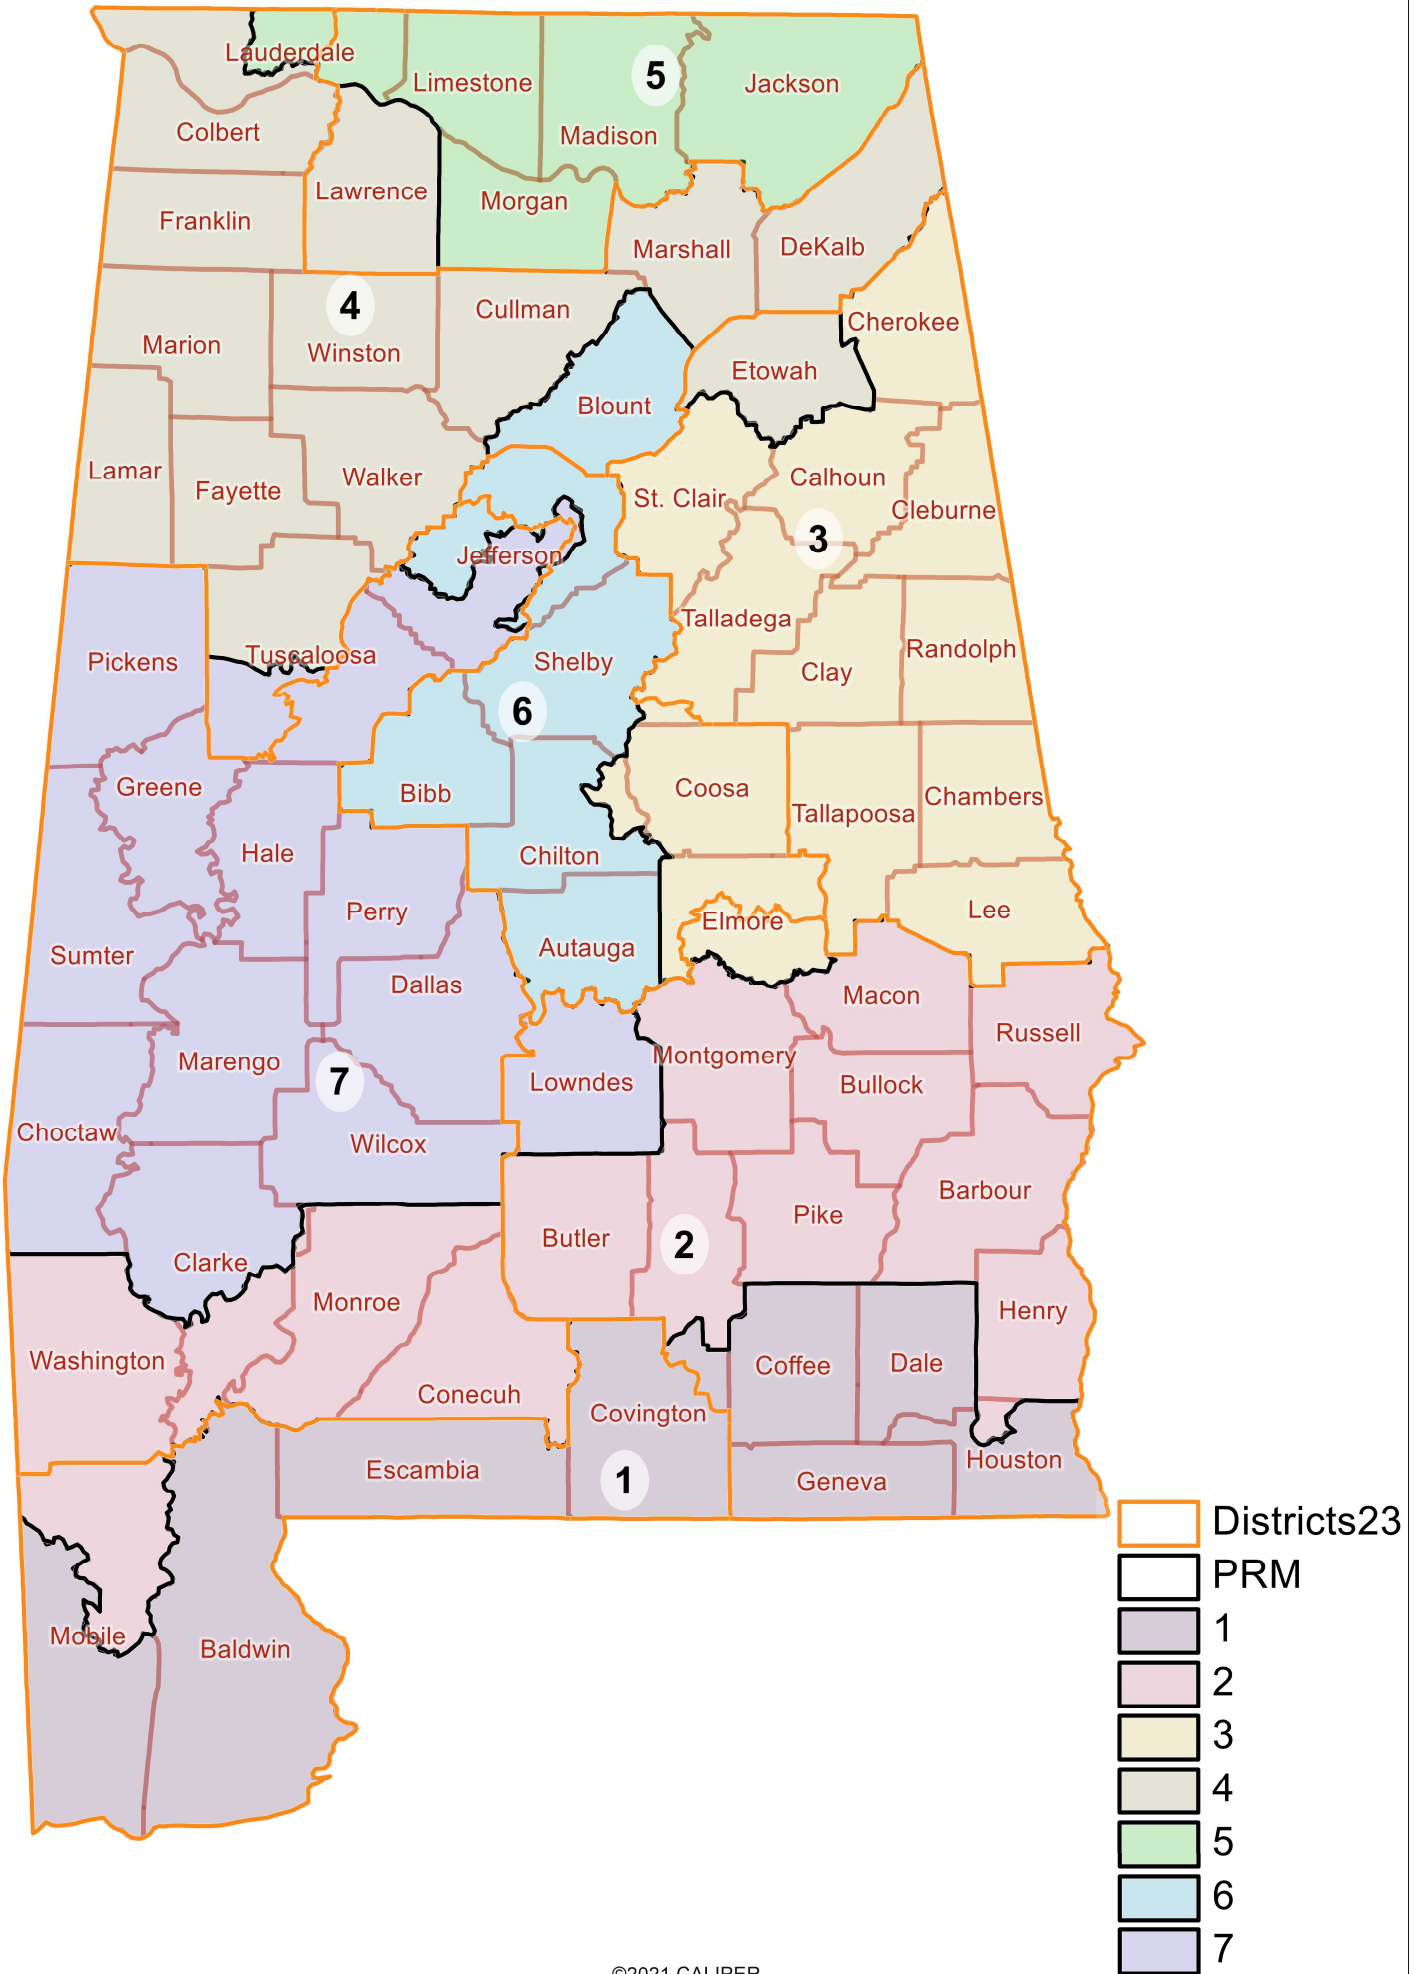 Lauderdale
Limestone
5
Jackson
Colbert
Madison
Lawrence
Morgan
Franklin
Marshall
DeKalb
4
Cullman
Cherokee
Marion
Winston
Etowah
Blount
Lamar
Fayette
Walker
St. Clair
Calhoun
Cleburne
3
Jefferson
Talladega
Pickens
Tuscaloosa
Shelby
Clay
Randolph
6
Greene
Bibb
Coosa
Tallapoosa
Chambers
Hale
Chilton
Perry
Elmore
Lee
Sumter
Autauga
Dallas
Macon
Marengo
7
Lowndes
Montgomery
Russell
Bullock
Choctaw
Wilcox
Barbour
Butler
2
Pike
Clarke
Monroe
Henry
Washington
Conecuh
Coffee
Dale
Covington
Escambia
1
Geneva
Houston
Mobile
Baldwin
Districts23
PRM
1
2
3
4
5
6
7
©2021 CALIPER